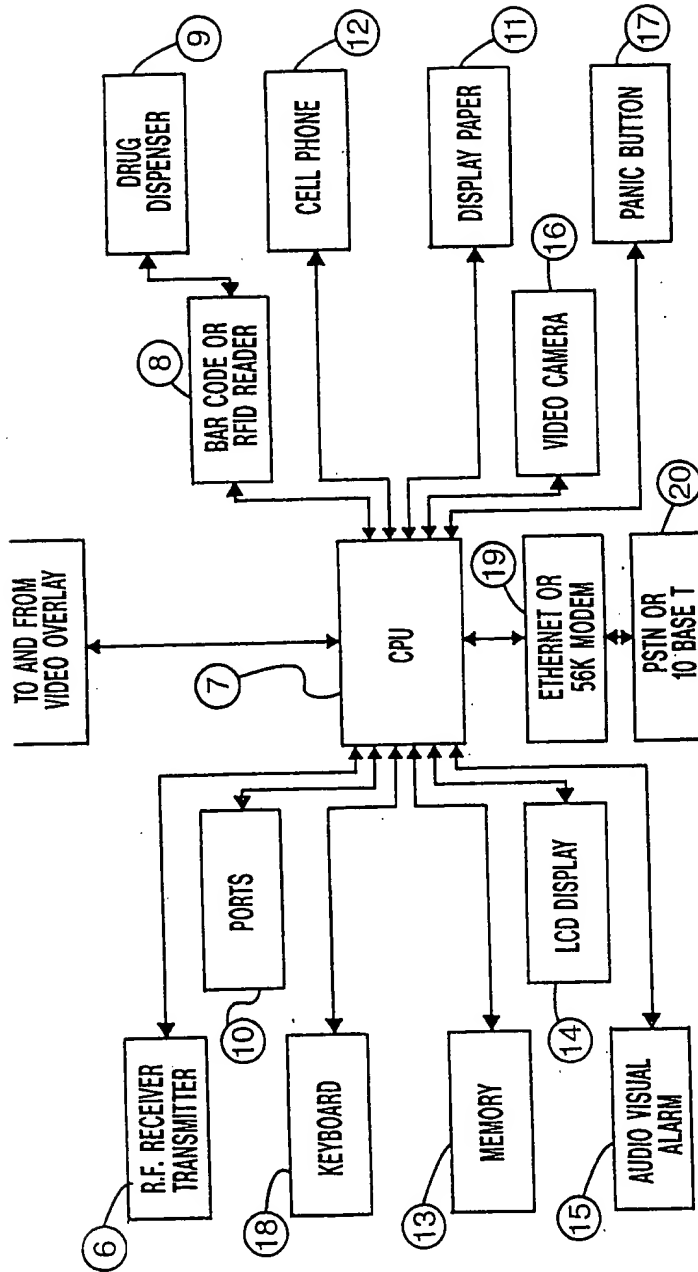 TO AND FROM
VIDEO OVERLAY
6
R.F. RECEIVER
TRANSMITTER
10
PORTS
18
KEYBOARD
13
MEMORY
14
LCD DISPLAY
15
AUDIO VISUAL
ALARM
7
CPU
19
ETHERNET OR
56K MODEM
20
PSTN OR
10 BASE T
8
BAR CODE OR
RFID READER
9
DRUG
DISPENSER
12
CELL PHONE
11
DISPLAY PAPER
16
VIDEO CAMERA
17
PANIC BUTTON